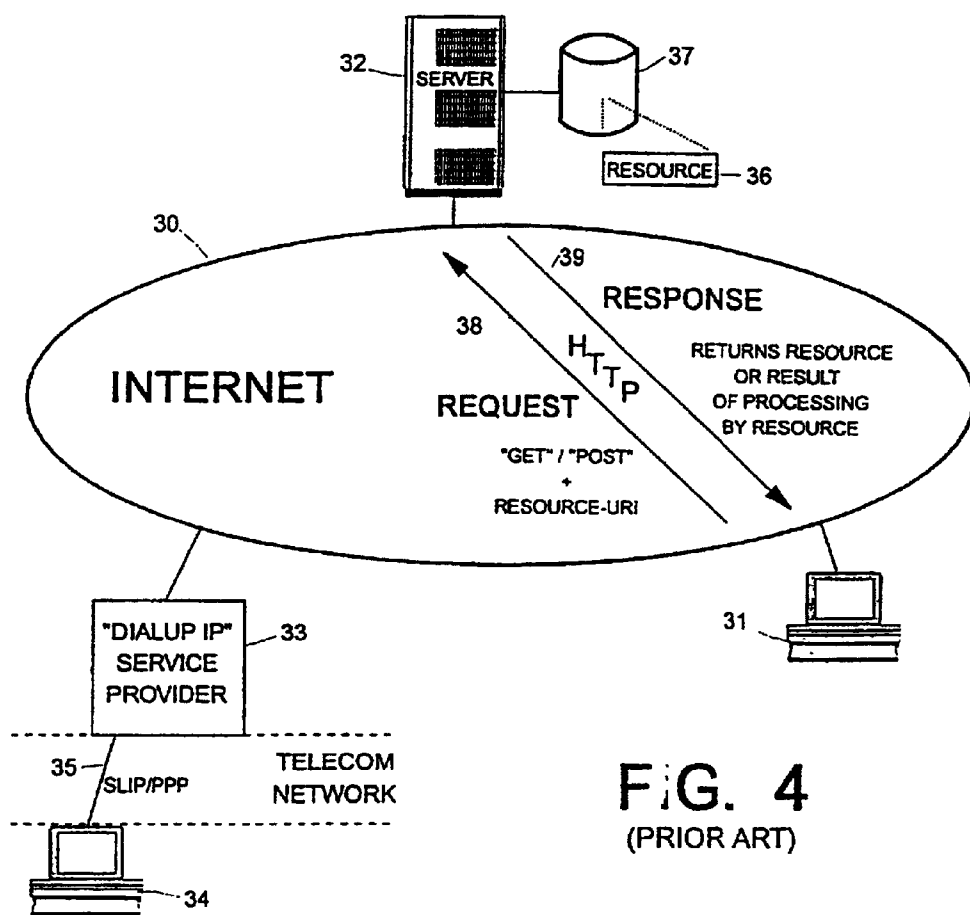 32
SERVER
37
RESOURCE
36
30
39
RESPONSE
38
HTTP
RETURNS RESOURCE
OR RESULT
OF PROCESSING
BY RESOURCE
INTERNET
REQUEST
"GET" / "POST"
+
RESOURCE-URI
"DIALUP IP"
SERVICE
PROVIDER
33
31
35
SLIP/PPP
TELECOM
NETWORK
34
FIG. 4
(PRIOR ART)